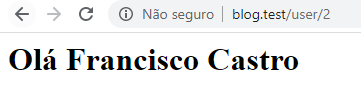 Não seguro | blog.test/user/2
Olá Francisco Castro